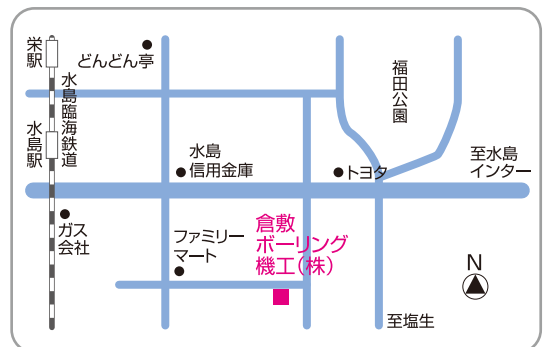 栄駅
どんどん亭
水島臨海鉄道
福田公園
水島駅
水島
信用金庫
トヨタ
至水島
インター
ガス
会社
ファミリー
マート
倉敷
ボーリング
機工(株)
N
至塩生